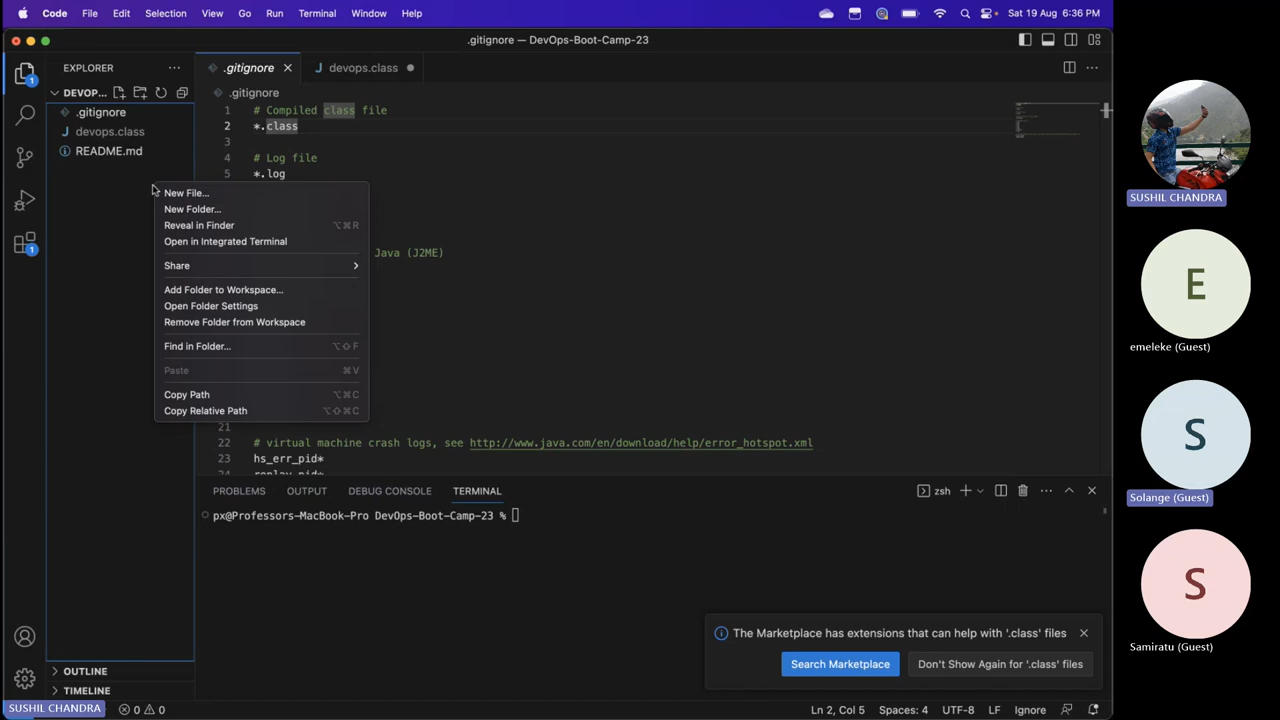 Code File Edit Selection View Go Run Terminal Window Help Sat 19 Aug 6:36 PM
.gitignore — DevOps-Boot-Camp-23
EXPLORER
.gitignore devops.class
DEVOP...
.gitignore
.gitignore
devops.class
README.md
1 # Compiled class file
2 *.class
3
4 # Log file
5 *.log
Java (J2ME)
New File...
New Folder...
Reveal in Finder ⌥⌘R
Open in Integrated Terminal
Share
Add Folder to Workspace...
Open Folder Settings
Remove Folder from Workspace
Find in Folder... ⌥⇧F
Paste ⌘V
Copy Path ⌥⌘C
Copy Relative Path ⌥⇧⌘C
21
22 # virtual machine crash logs, see http://www.java.com/en/download/help/error_hotspot.xml
23 hs_err_pid*
24 replay_pid*
PROBLEMS OUTPUT DEBUG CONSOLE TERMINAL
zsh
px@Professors-MacBook-Pro DevOps-Boot-Camp-23 %
The Marketplace has extensions that can help with '.class' files
Search Marketplace Don't Show Again for '.class' files
OUTLINE
TIMELINE
1
1
SUSHIL CHANDRA
0 0
Ln 2, Col 5 Spaces: 4 UTF-8 LF Ignore
SUSHIL CHANDRA
E
emeleke (Guest)
S
Solange (Guest)
S
Samiratu (Guest)